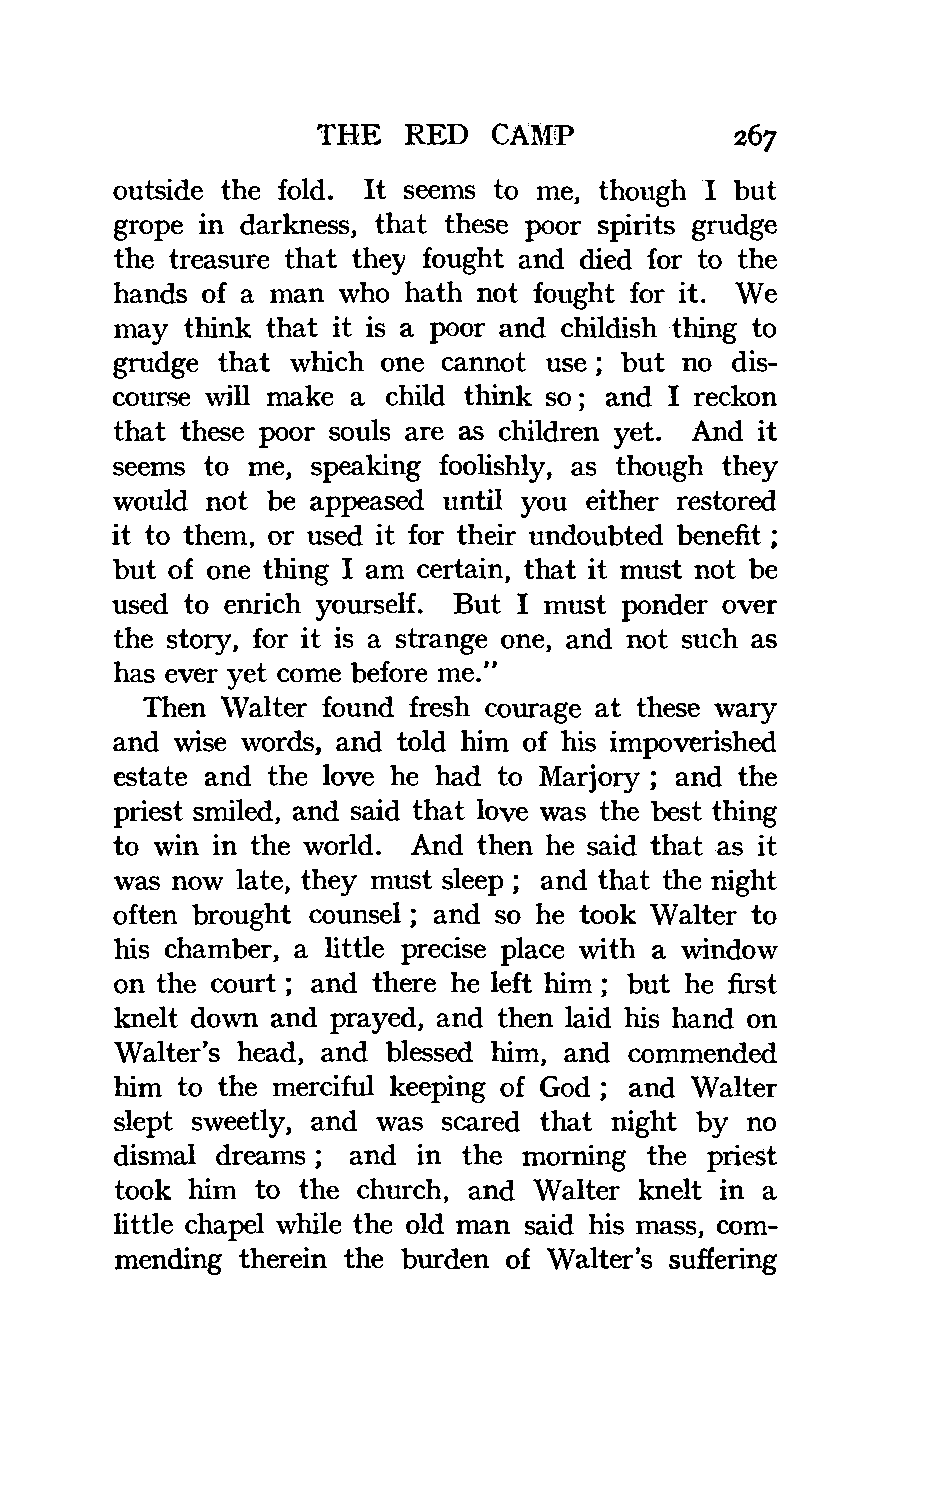 THE RED CAMP 267
outside the fold. It seems to me, though I but
grope in darkness, that these poor spirits grudge
the treasure that they fought and died for to the
hands of a man who hath not fought for it. We
may think that it is a poor and childish thing to
grudge that which one cannot use ; but no dis-
course will make a child think so ; and I reckon
that these poor souls are as children yet. And it
seems to me, speaking foolishly, as though they
would not be appeased until you either restored
it to them, or used it for their undoubted benefit ;
but of one thing I am certain, that it must not be
used to enrich yourself. But I must ponder over
the story, for it is a strange one, and not such as
has ever yet come before me."
Then Walter found fresh courage at these wary
and wise words, and told him of his impoverished
estate and the love he had to Marjory ; and the
priest smiled, and said that love was the best thing
to win in the world. And then he said that as it
was now late, they must sleep ; and that the night
often brought counsel ; and so he took Walter to
his chamber, a little precise place with a window
on the court ; and there he left him ; but he first
knelt down and prayed, and then laid his hand on
Walter's head, and blessed him, and commended
him to the merciful keeping of God ; and Walter
slept sweetly, and was scared that night by no
dismal dreams ; and in the morning the priest
took him to the church, and Walter knelt in a
little chapel while the old man said his mass, com-
mending therein the burden of Walter's suffering